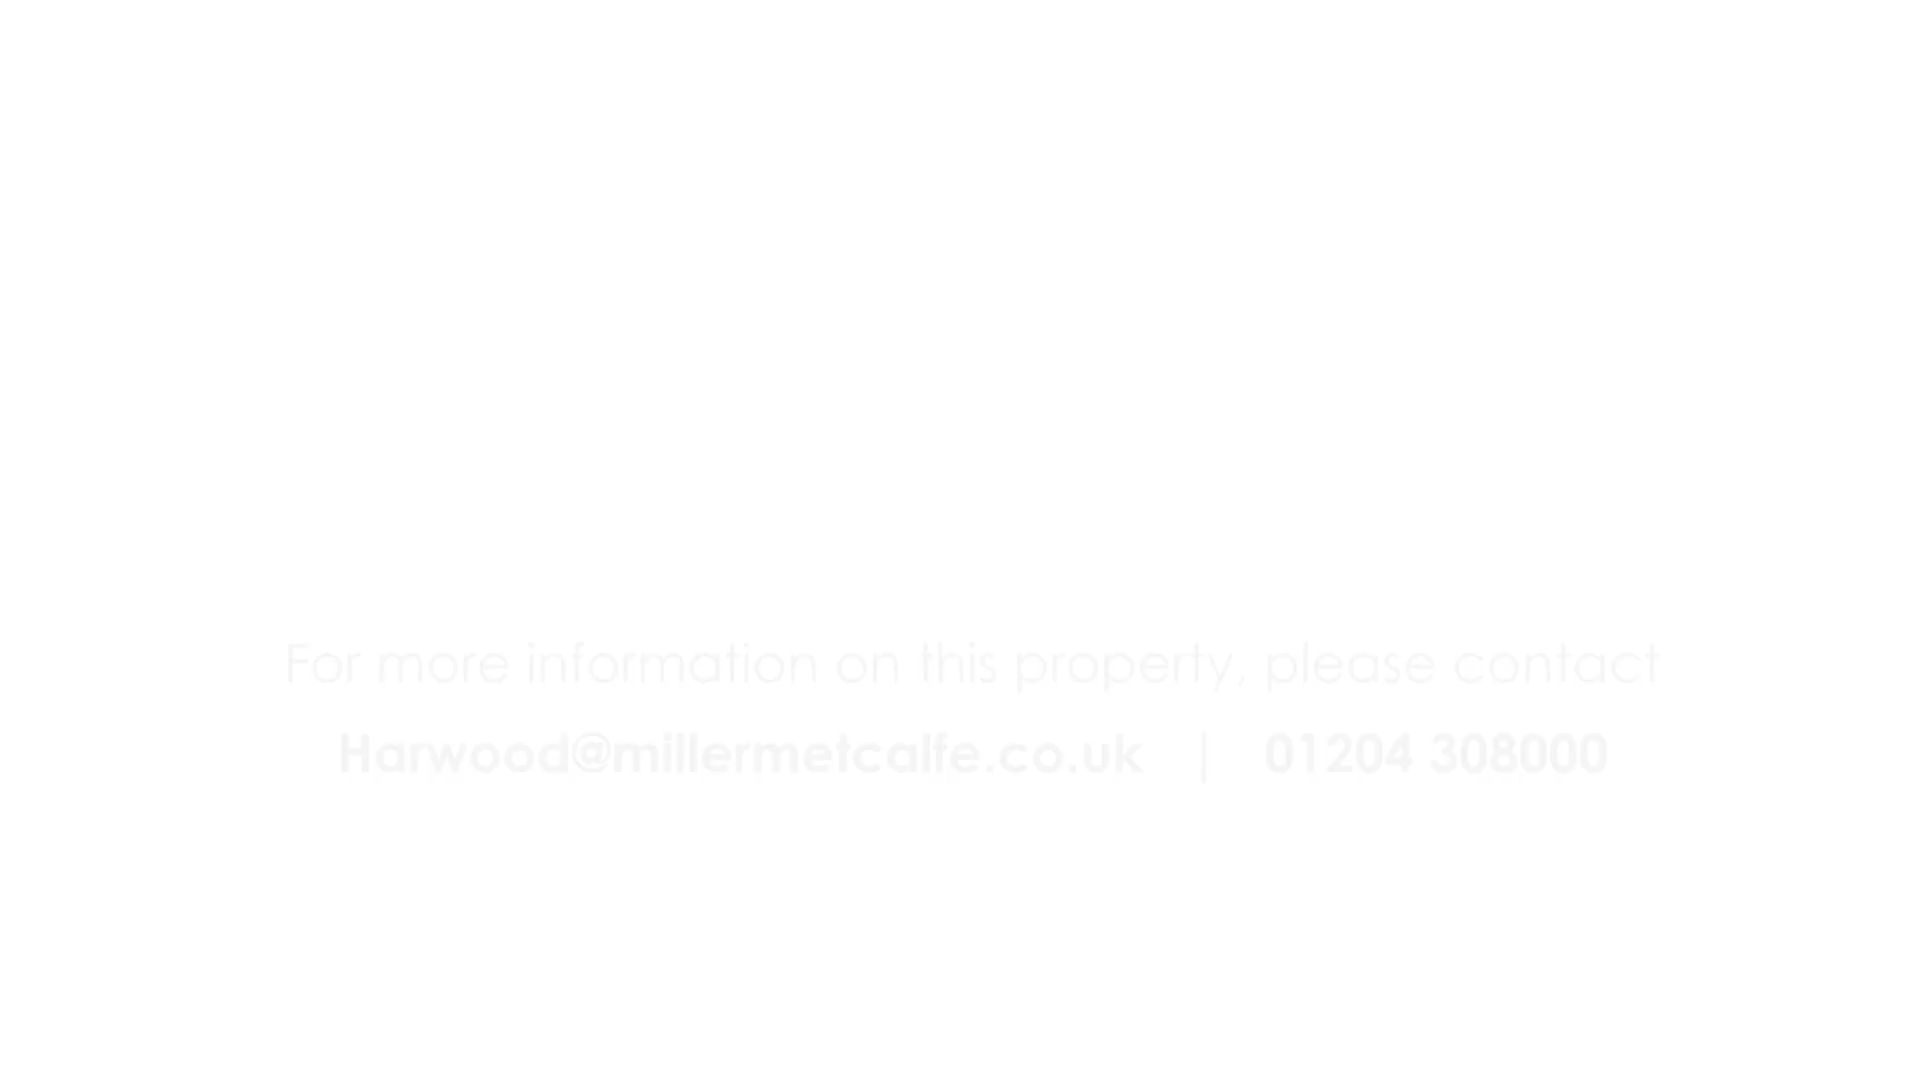 For more information on this property, please contact
Harwood@millermetcalfe.co.uk | 01204 308000